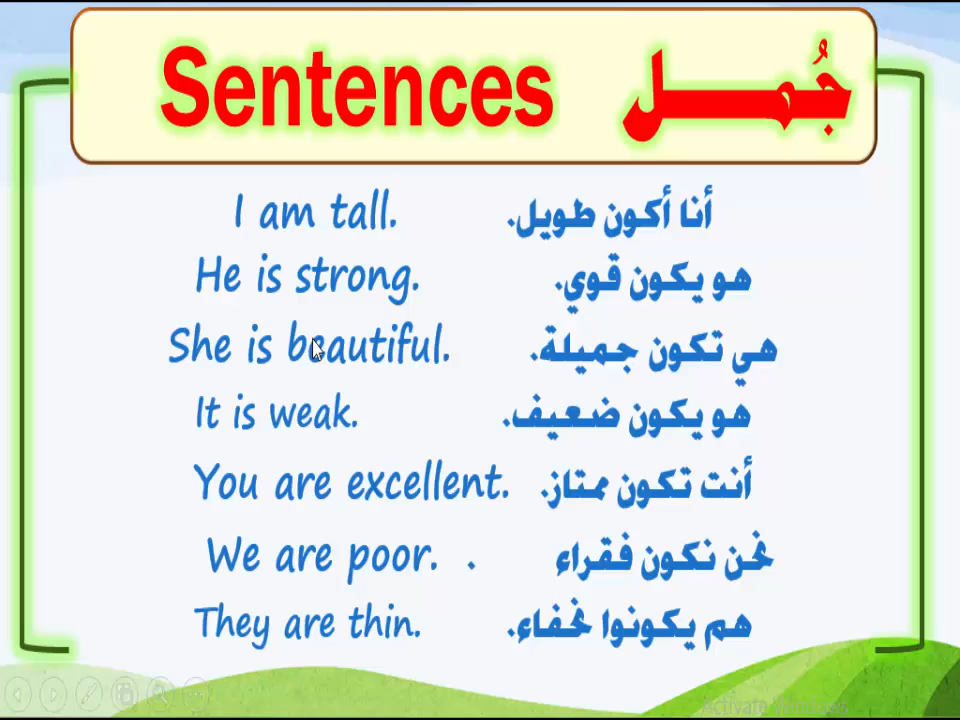 Sentences جُمـــل
I am tall. أنا أكون طويل.
He is strong. هو يكون قوي.
She is beautiful. هي تكون جميلة.
It is weak. هو يكون ضعيف.
You are excellent. أنت تكون ممتاز.
We are poor. . نحن نكون فقراء
They are thin. هم يكونوا نحفاء.
Activate Windows